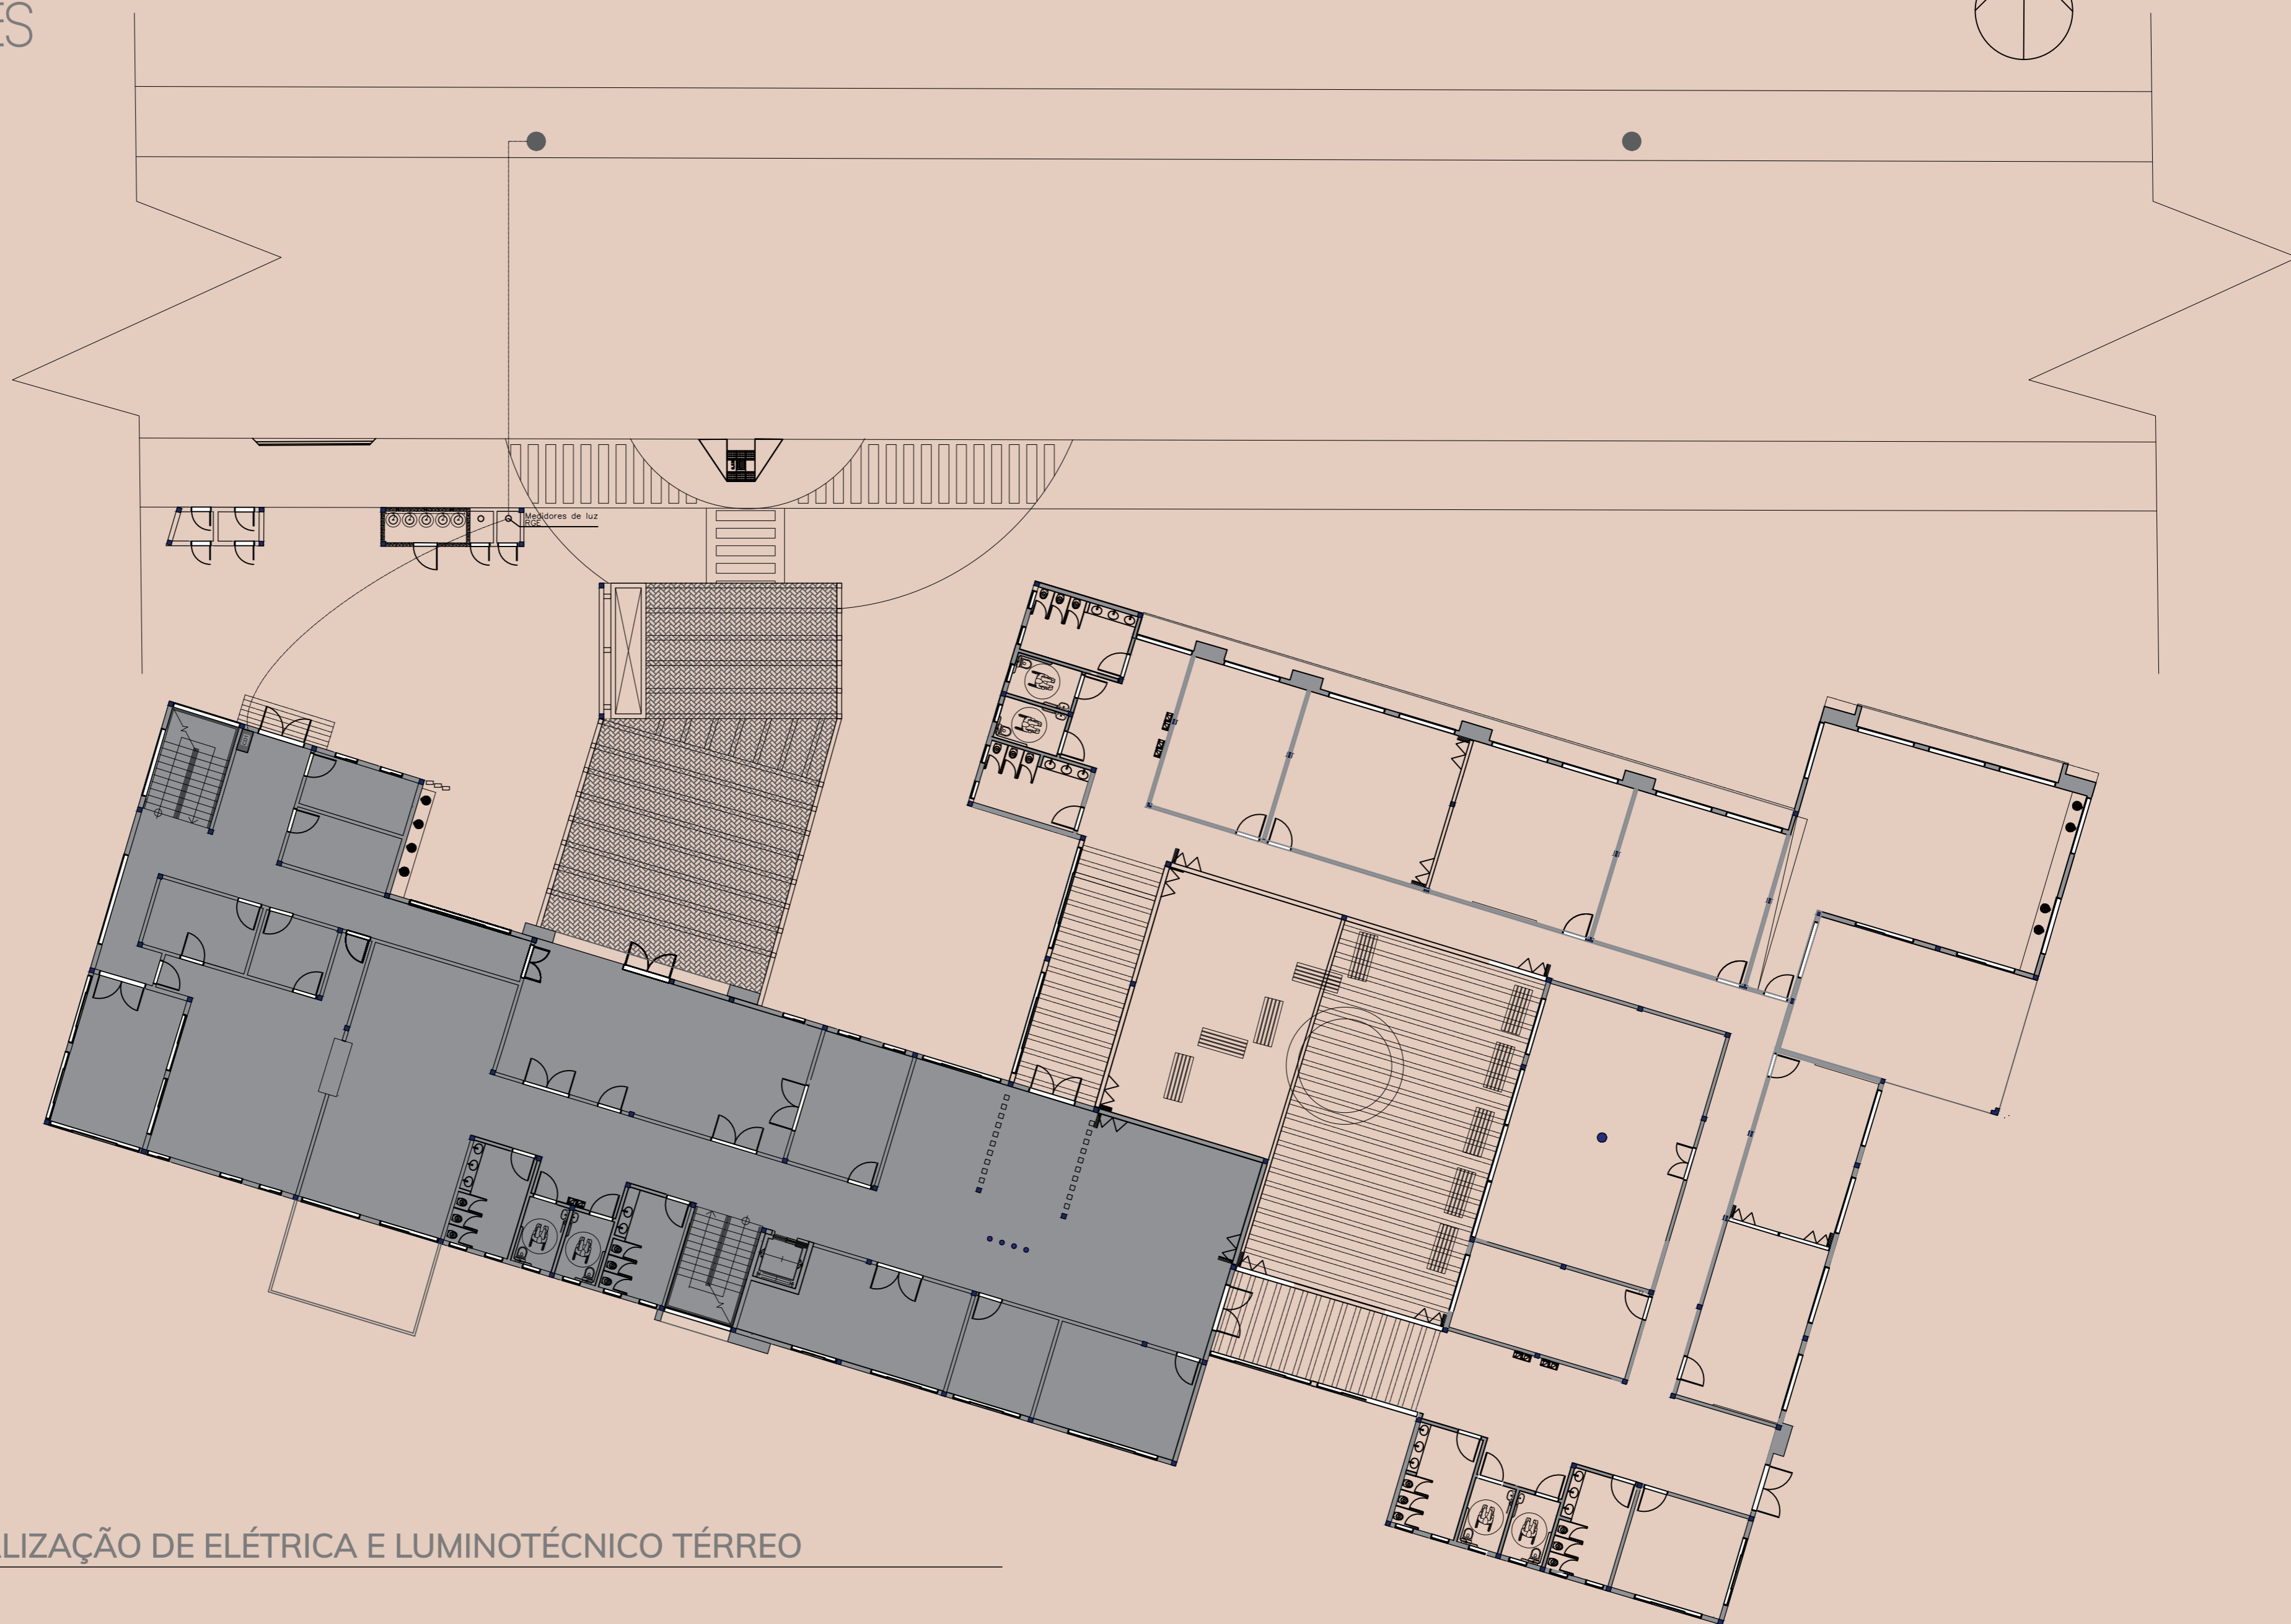 ES
Medidores de luz
RGE
LIZAÇÃO DE ELÉTRICA E LUMINOTÉCNICO TÉRREO